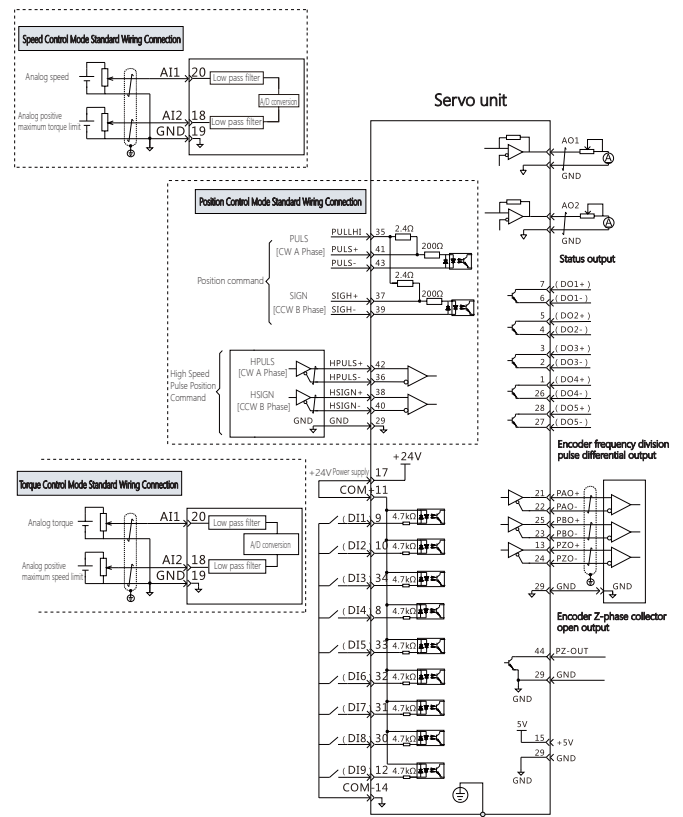 Speed Control Mode Standard Wiring Connection
Analog speed
AI1
20
Low pass filter
A/D conversion
Analog positive
maximum torque limit
AI2
18
Low pass filter
GND
19
Servo unit
AO1
GND
AO2
GND
Position Control Mode Standard Wiring Connection
PULLHI
35
2.4Ω
PULS
[CW A Phase]
PULS+
41
200Ω
PULS-
43
2.4Ω
Position command
SIGN
[CCW B Phase]
SIGH+
37
200Ω
SIGH-
39
High Speed
Pulse Position
Command
HPULS
[CW A Phase]
HPULS+
42
HPULS-
36
HSIGN
[CCW B Phase]
HSIGN+
38
HSIGN-
40
GND
GND
29
Status output
7
(DO1+)
6
(DO1-)
5
(DO2+)
4
(DO2-)
3
(DO3+)
2
(DO3-)
1
(DO4+)
26
(DO4-)
28
(DO5+)
27
(DO5-)
Encoder frequency division
pulse differential output
21
PAO+
22
PAO-
25
PBO+
23
PBO-
13
PZO+
24
PZO-
29
GND
GND
Encoder Z-phase collector
open output
44
PZ-OUT
29
GND
GND
5V
15
+5V
29
GND
GND
Torque Control Mode Standard Wiring Connection
Analog torque
AI1
20
Low pass filter
A/D conversion
Analog positive
maximum speed limit
AI2
18
Low pass filter
GND
19
+24V
+24V Power supply
17
COM+
11
(DI1)
9
4.7kΩ
(DI2)
10
4.7kΩ
(DI3)
34
4.7kΩ
(DI4)
8
4.7kΩ
(DI5)
33
4.7kΩ
(DI6)
32
4.7kΩ
(DI7)
31
4.7kΩ
(DI8)
30
4.7kΩ
(DI9)
12
4.7kΩ
COM-
14